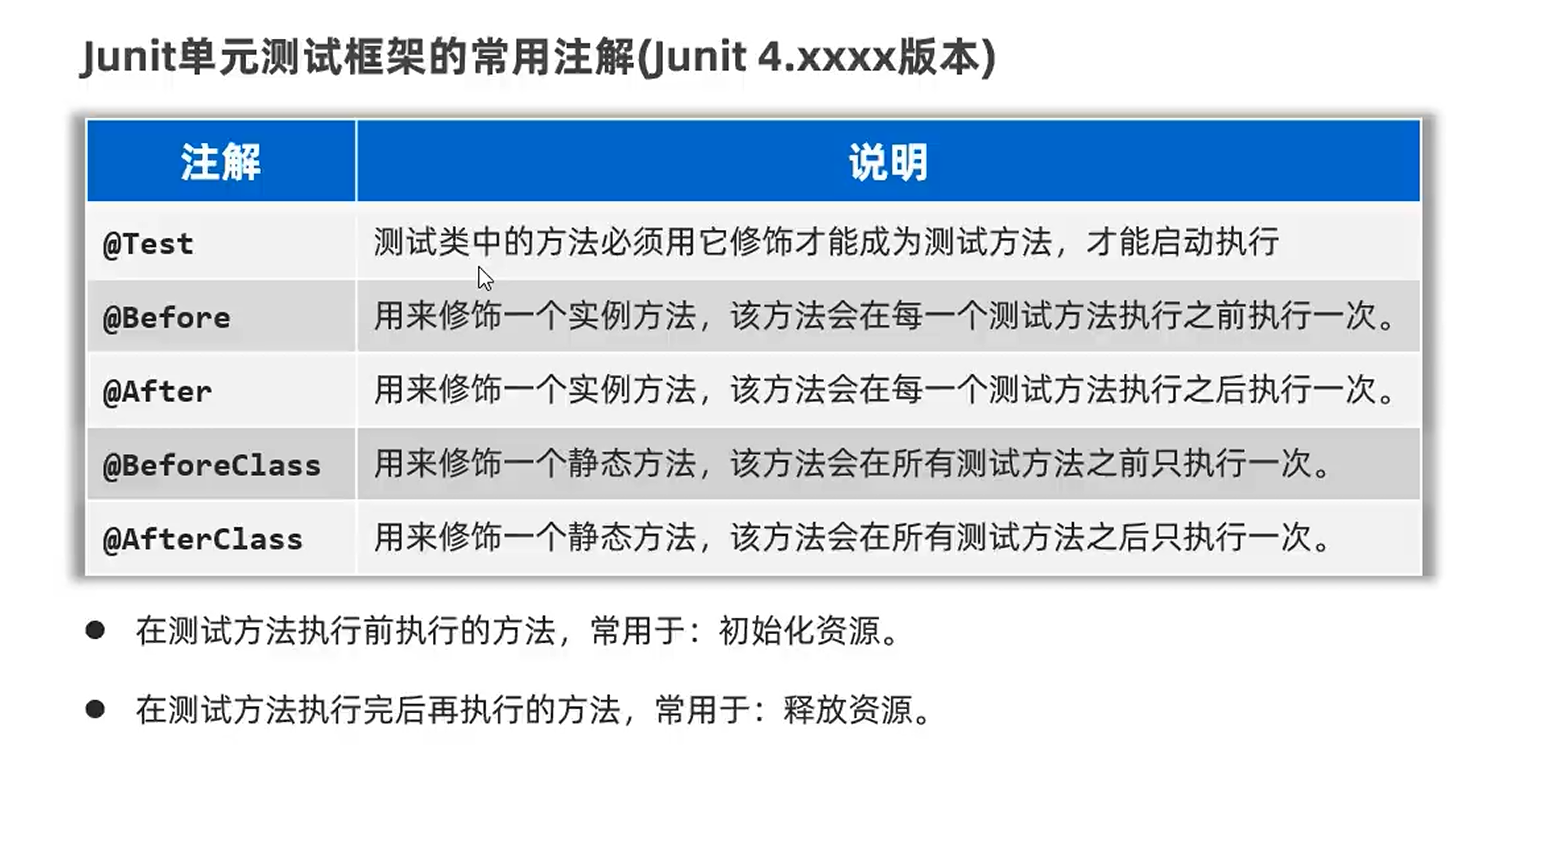 Junit单元测试框架的常用注解(Junit 4.xxxx版本)
注解 说明
@Test 测试类中的方法必须用它修饰才能成为测试方法，才能启动执行
@Before 用来修饰一个实例方法，该方法会在每一个测试方法执行之前执行一次。
@After 用来修饰一个实例方法，该方法会在每一个测试方法执行之后执行一次。
@BeforeClass 用来修饰一个静态方法，该方法会在所有测试方法之前只执行一次。
@AfterClass 用来修饰一个静态方法，该方法会在所有测试方法之后只执行一次。
● 在测试方法执行前执行的方法，常用于：初始化资源。
● 在测试方法执行完后再执行的方法，常用于：释放资源。